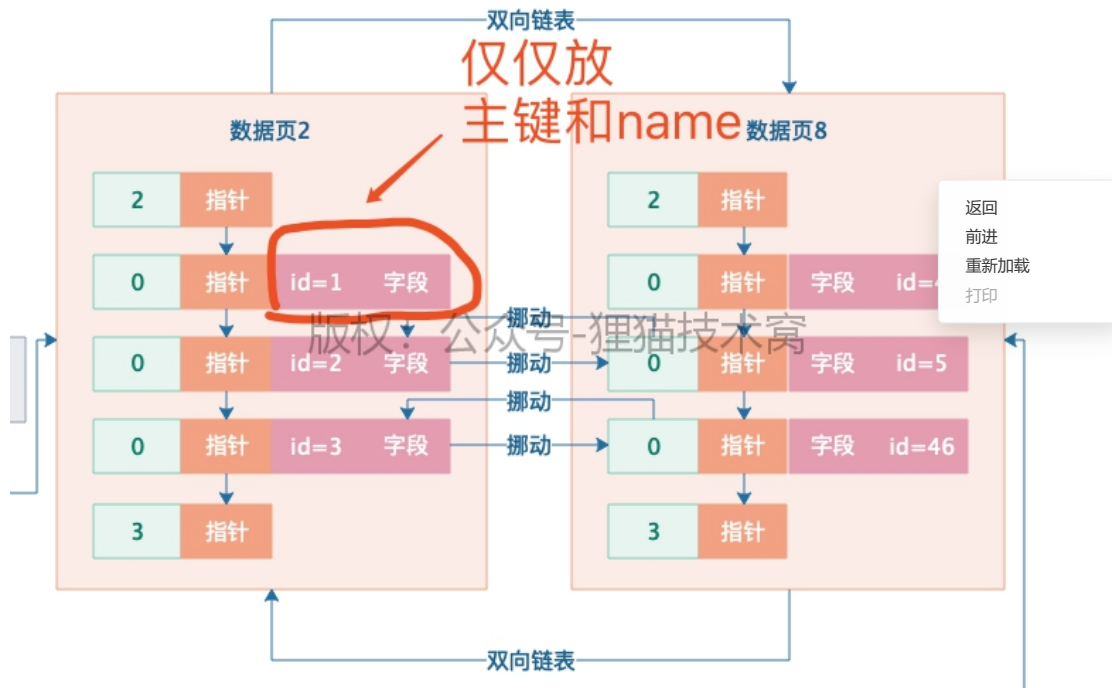 双向链表
仅仅放
主键和name
数据页2
数据页8
2 指针
0 指针 id=1 字段
0 指针 id=2 字段
0 指针 id=3 字段
3 指针
挪动
挪动
挪动
挪动
2 指针
0 指针 字段 id=4
0 指针 字段 id=5
0 指针 字段 id=46
3 指针
版权：公众号-狸猫技术窝
返回
前进
重新加载
打印
双向链表